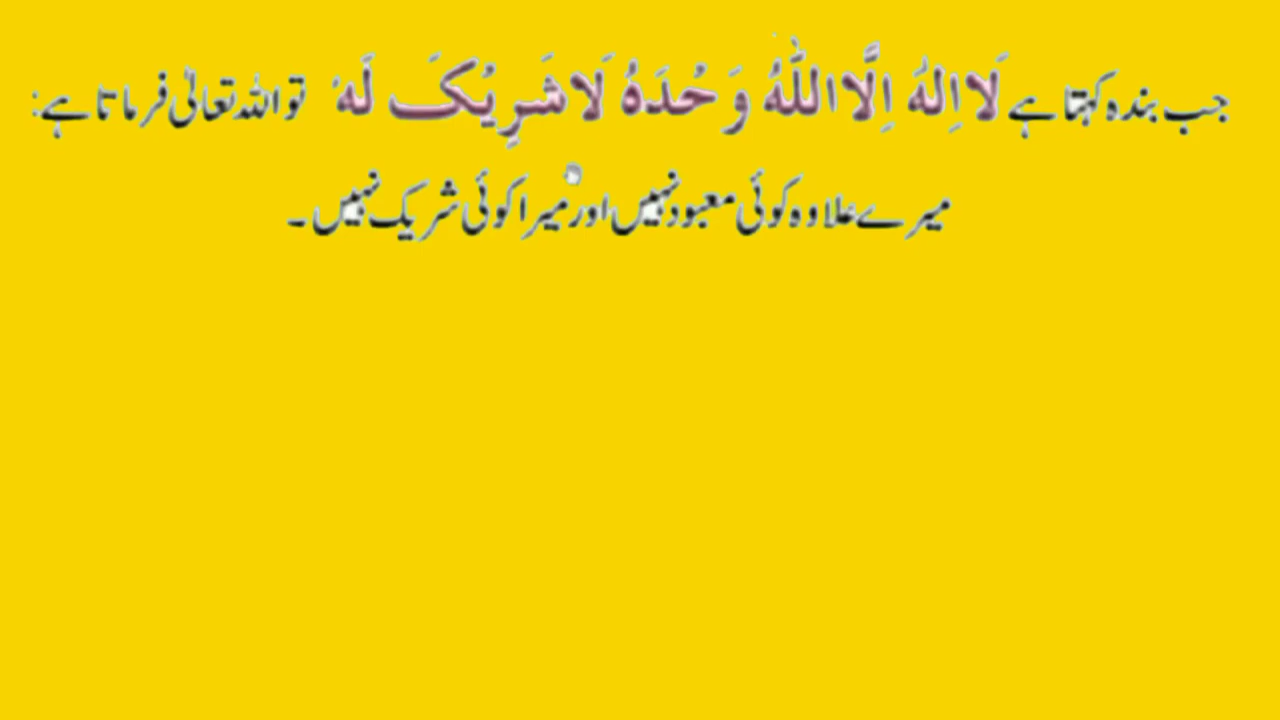 جب بندہ کہتا ہے لَا اِلٰہَ اِلَّا اللّٰہُ وَحْدَہٗ لَا شَرِیْکَ لَہٗ تو اللہ تعالیٰ فرماتا ہے:
میرے علاوہ کوئی معبود نہیں اور میرا کوئی شریک نہیں۔